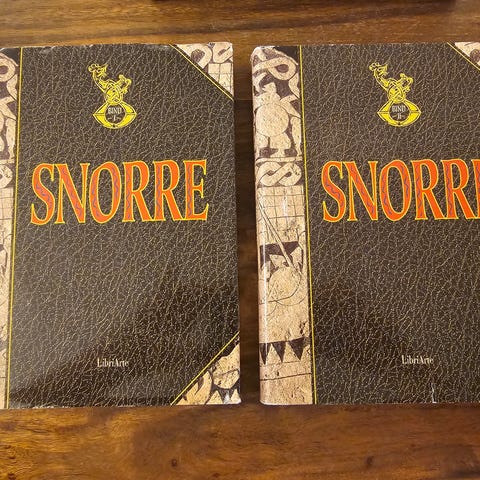 BIND
I
SNORRE
LibriArte
BIND
II
SNORRE
LibriArte